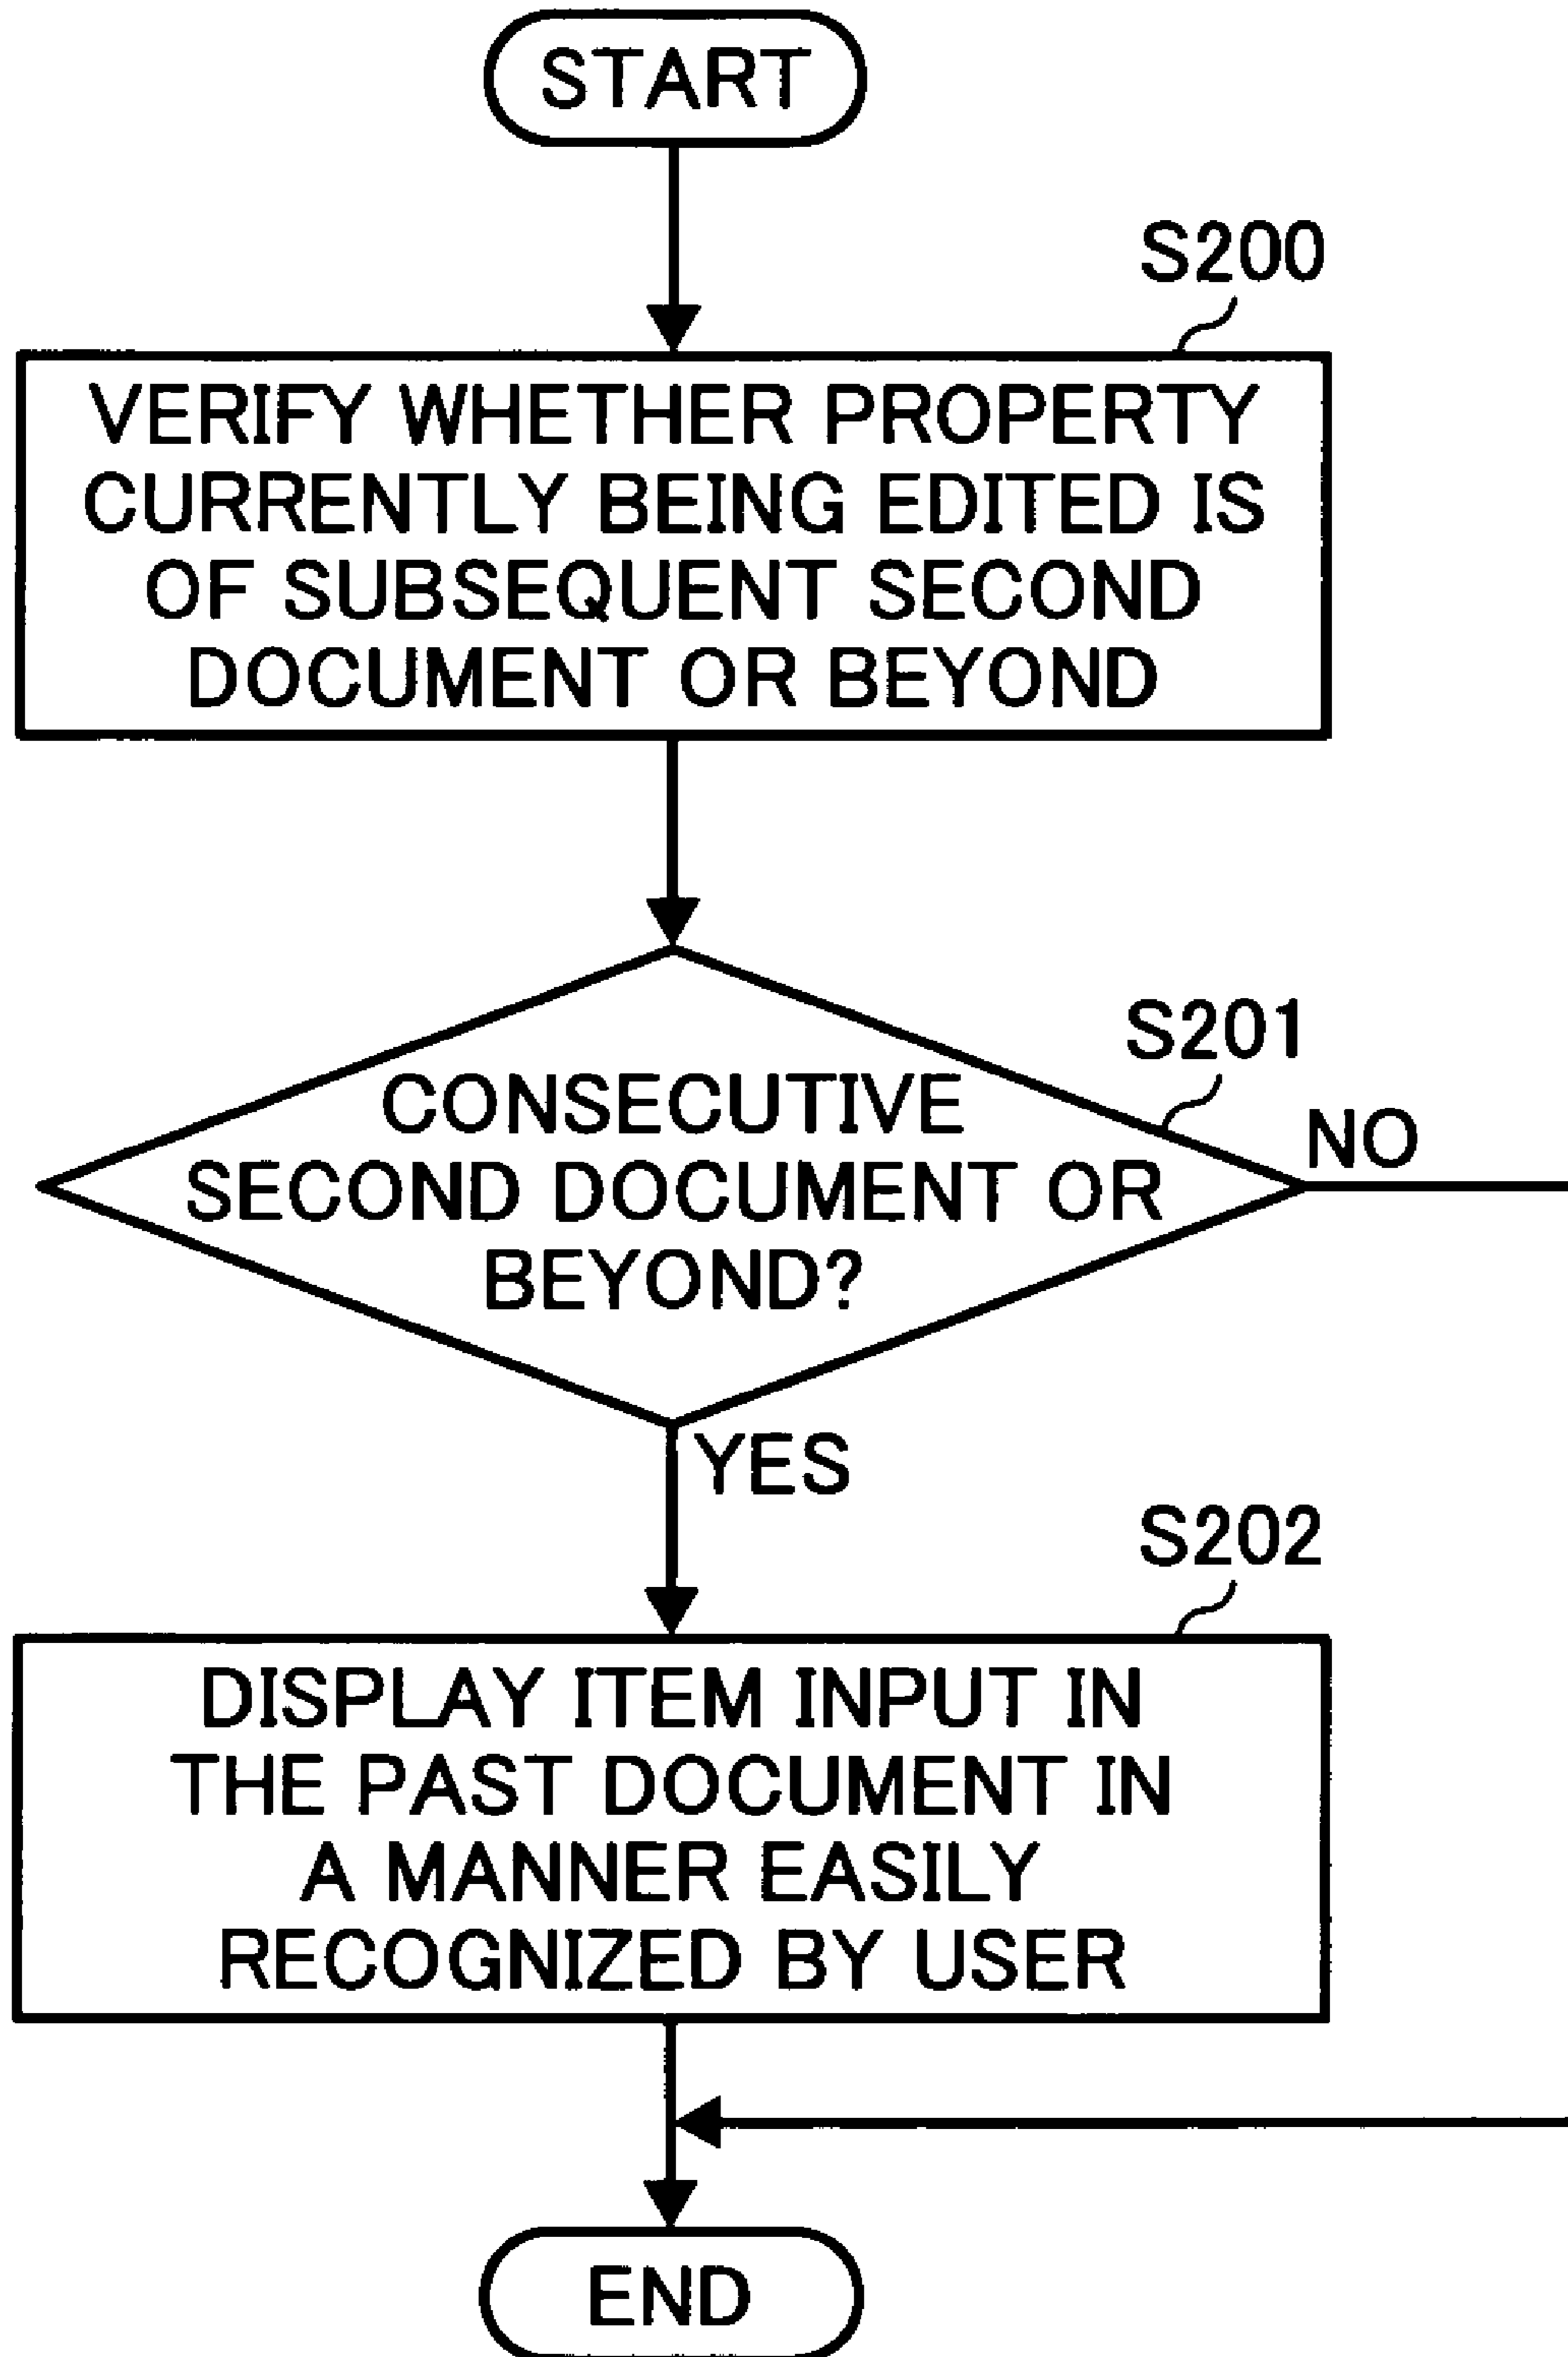 START
S200
VERIFY WHETHER PROPERTY
CURRENTLY BEING EDITED IS
OF SUBSEQUENT SECOND
DOCUMENT OR BEYOND
S201
CONSECUTIVE
SECOND DOCUMENT OR
BEYOND?
NO
YES
S202
DISPLAY ITEM INPUT IN
THE PAST DOCUMENT IN
A MANNER EASILY
RECOGNIZED BY USER
END